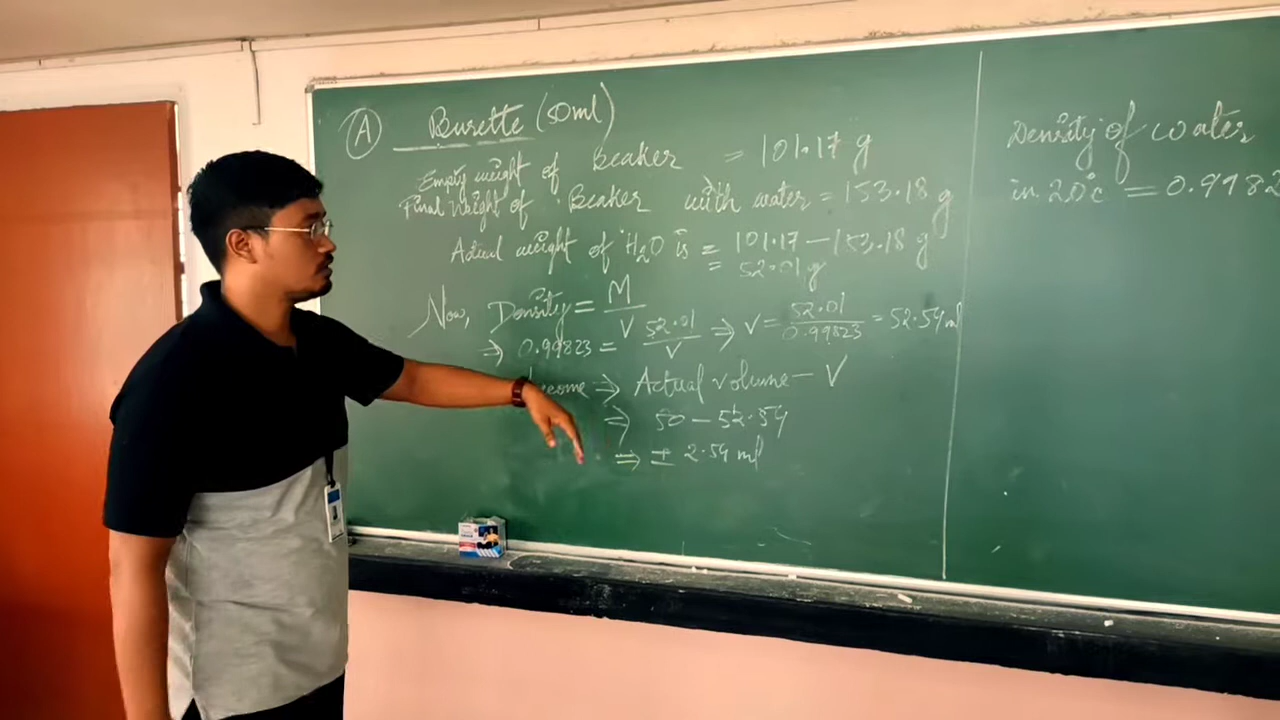 A Burette (50ml)
Empty weight of Beaker = 101.17 g
Final Weight of Beaker with water = 153.18 g
Actual weight of H₂O is = 101.17 - 153.18 g
= 52.01 g
Now, Density = M/V
⇒ 0.99823 = 52.01/V ⇒ V = 52.01/0.99823 = 52.54 ml
⇒ Actual volume - V
⇒ 50 - 52.54
⇒ ± 2.54 ml
Density of water
in 20°c = 0.9982